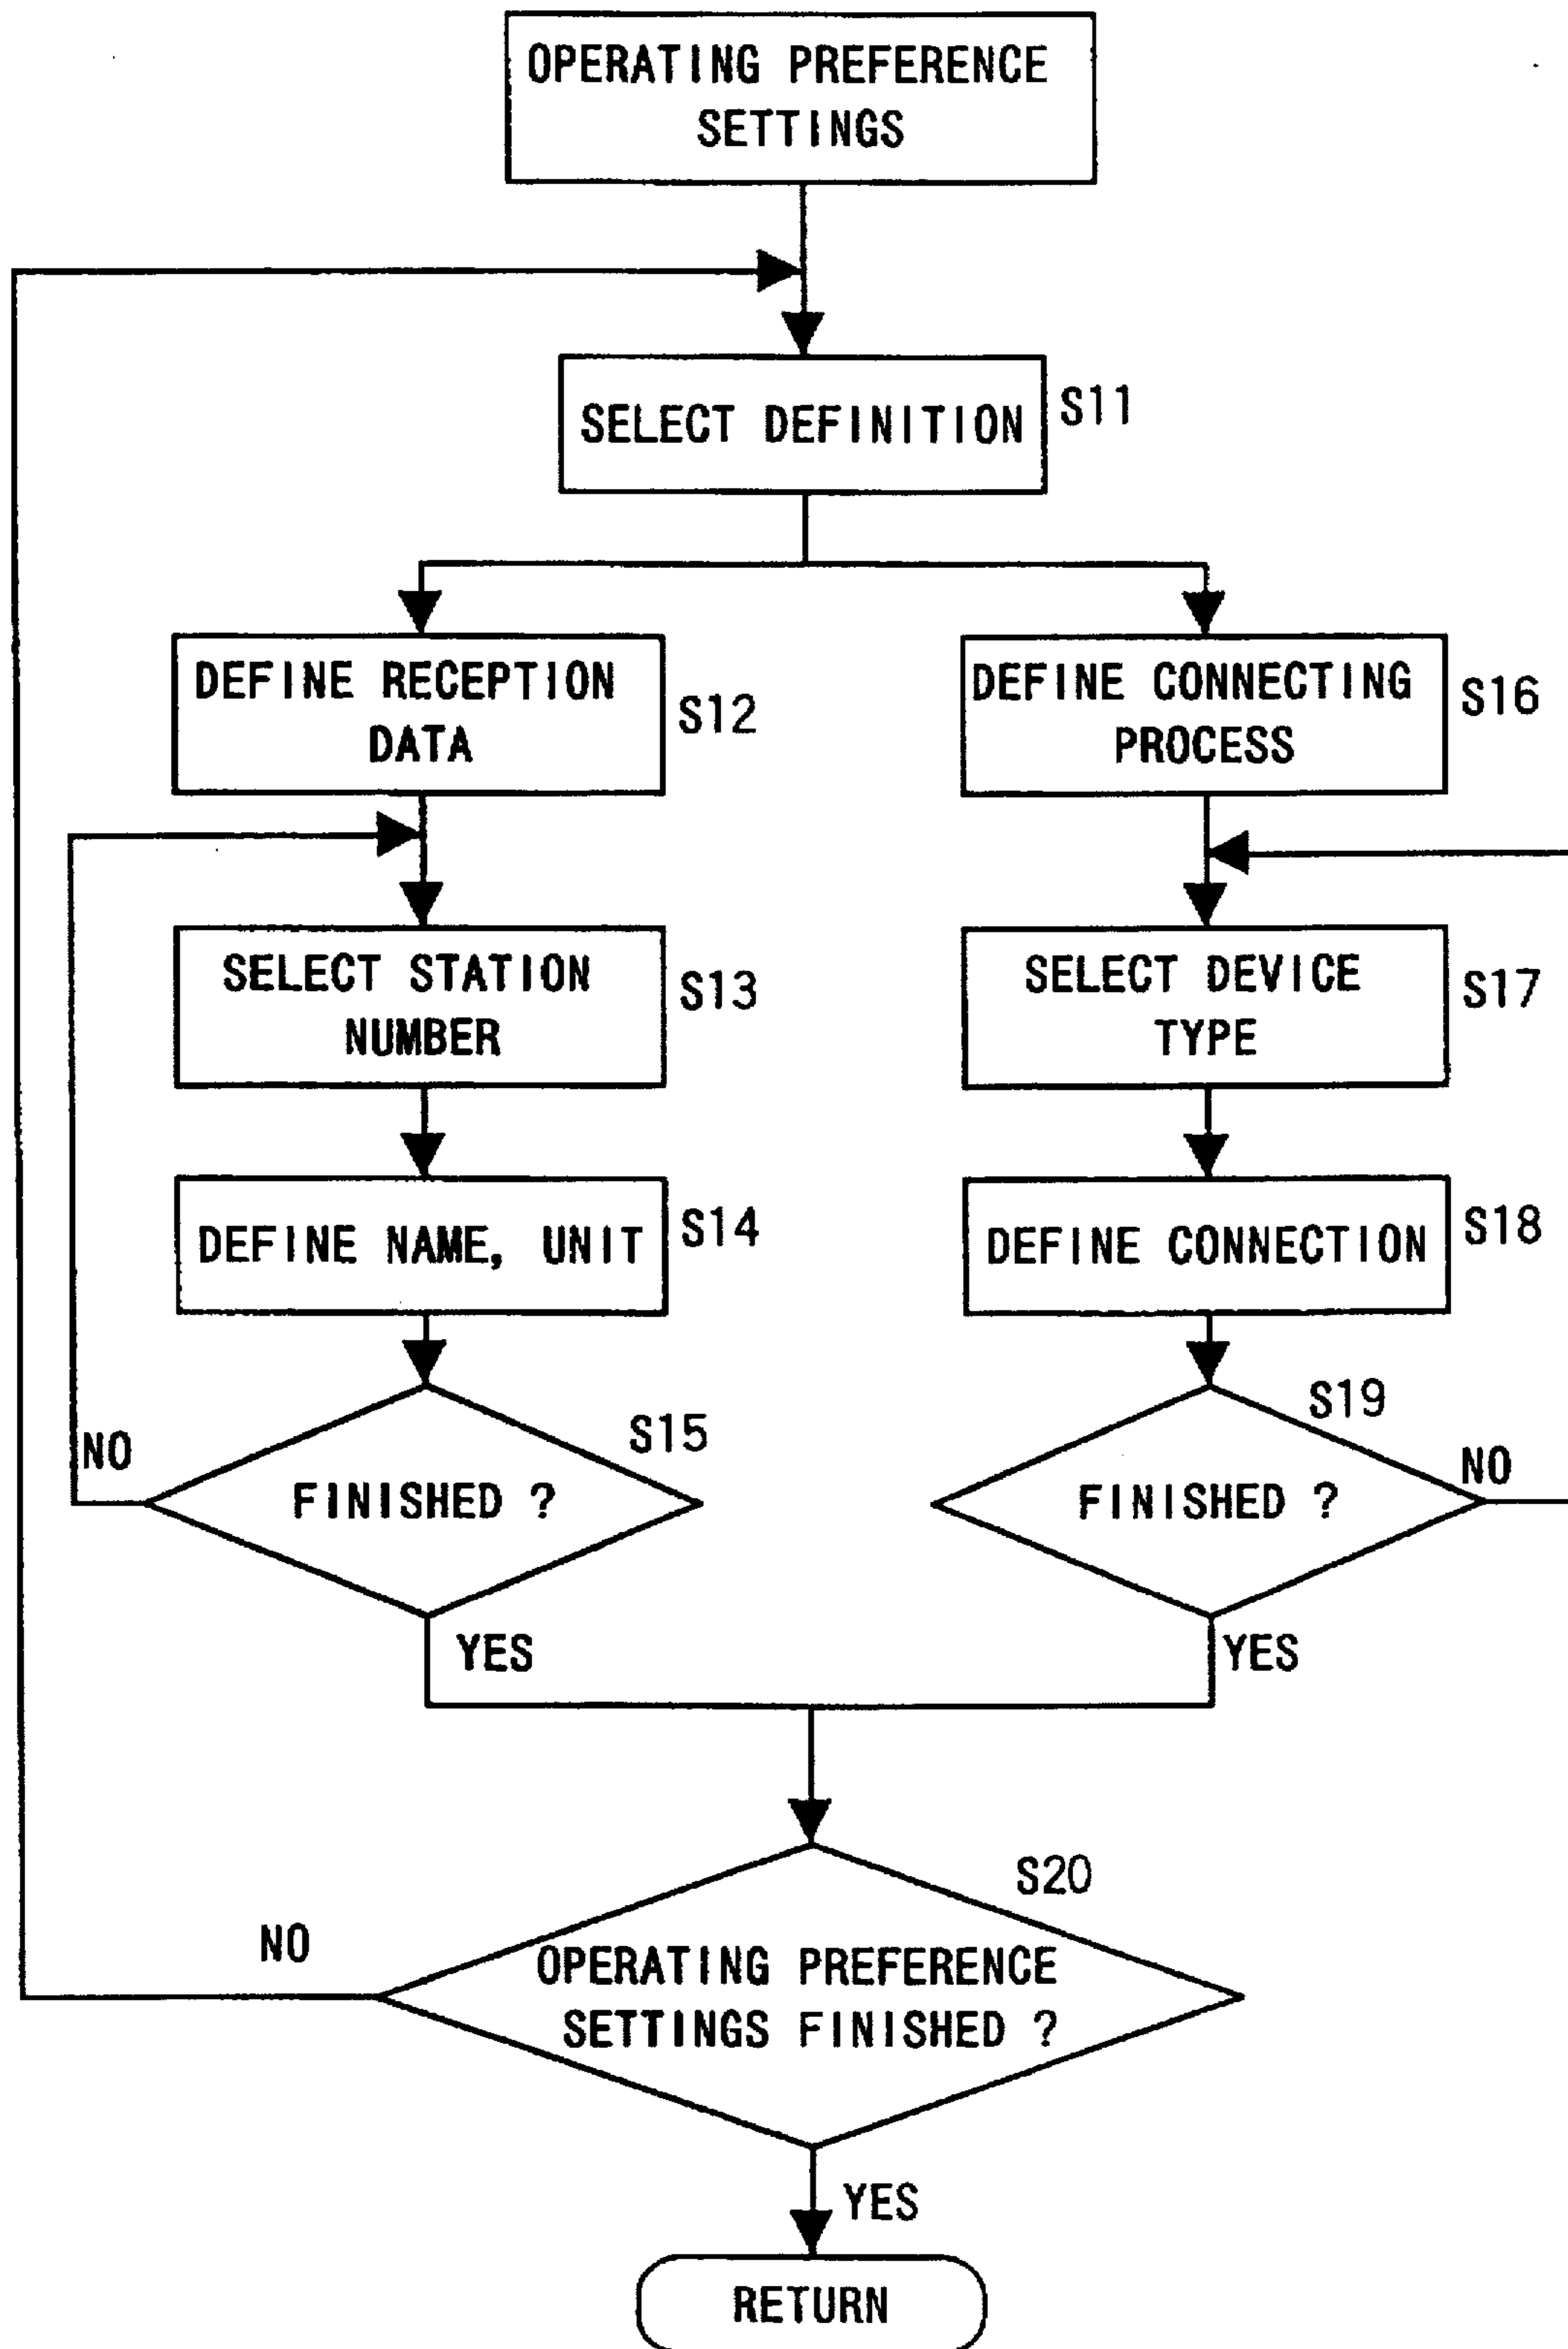 OPERATING PREFERENCE
SETTINGS
SELECT DEFINITION
S11
DEFINE RECEPTION
DATA
S12
DEFINE CONNECTING
PROCESS
S16
SELECT STATION
NUMBER
S13
SELECT DEVICE
TYPE
S17
DEFINE NAME, UNIT
S14
DEFINE CONNECTION
S18
NO
FINISHED ?
S15
YES
FINISHED ?
S19
NO
YES
NO
OPERATING PREFERENCE
SETTINGS FINISHED ?
S20
YES
RETURN